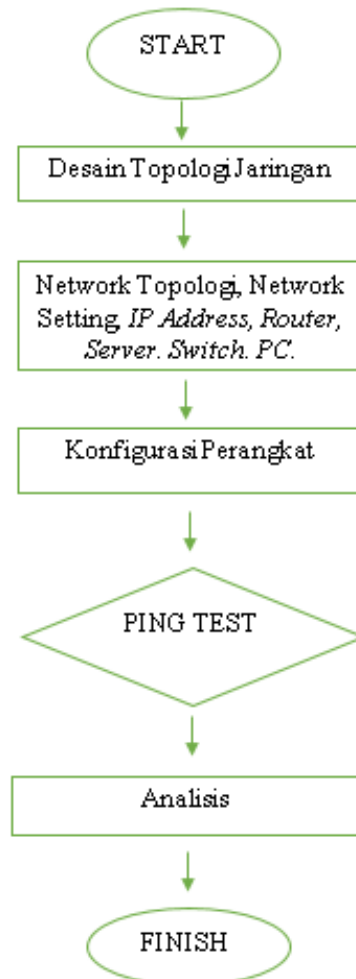 START
Desain Topologi Jaringan
Network Topologi, Network
Setting, IP Address, Router,
Server. Switch. PC.
Konfigurasi Perangkat
PING TEST
Analisis
FINISH